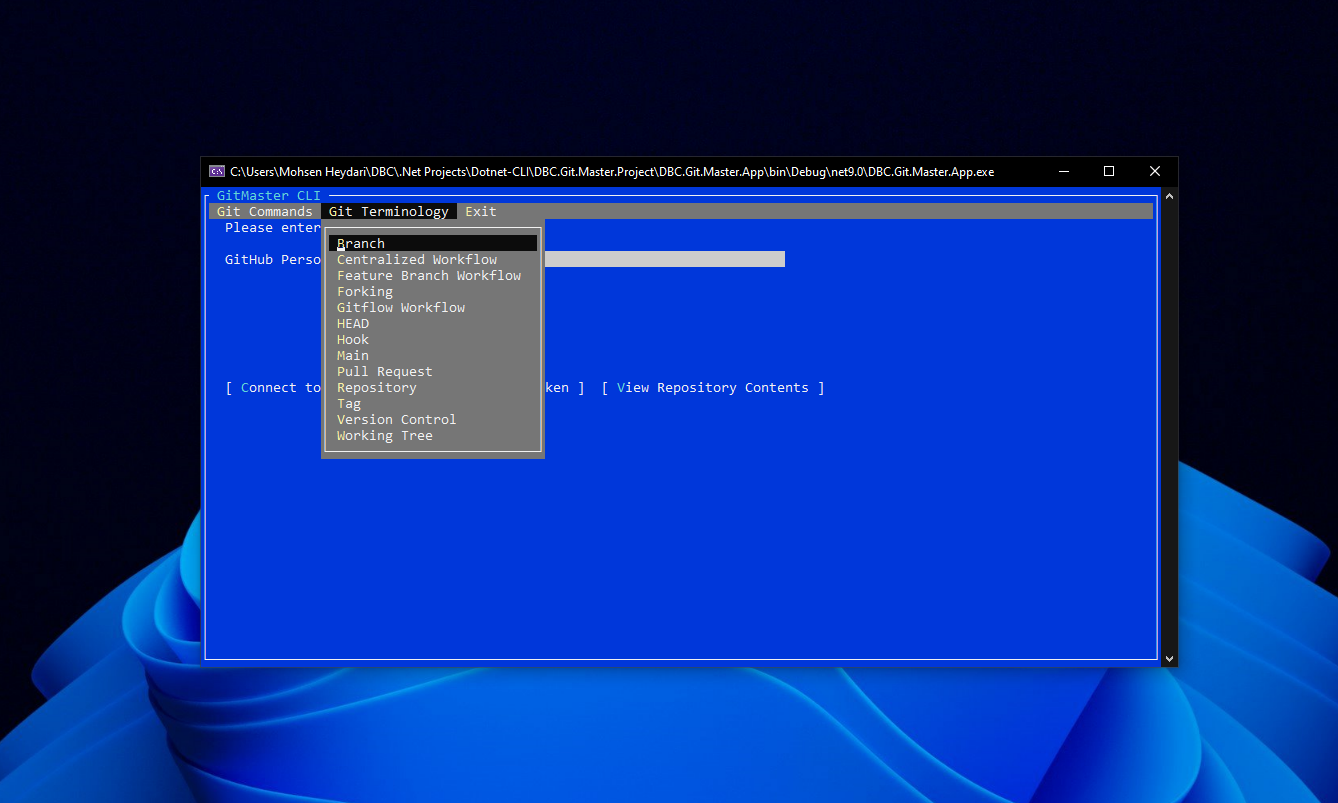 C:\Users\Mohsen Heydari\DBC\.Net Projects\Dotnet-CLI\DBC.Git.Master.Project\DBC.Git.Master.App\bin\Debug\net9.0\DBC.Git.Master.App.exe
GitMaster CLI
Git Commands Git Terminology Exit
Please enter
Branch
GitHub Perso
Centralized Workflow
Feature Branch Workflow
Forking
Gitflow Workflow
HEAD
Hook
Main
Pull Request
[ Connect to
Repository
ken ] [ View Repository Contents ]
Tag
Version Control
Working Tree